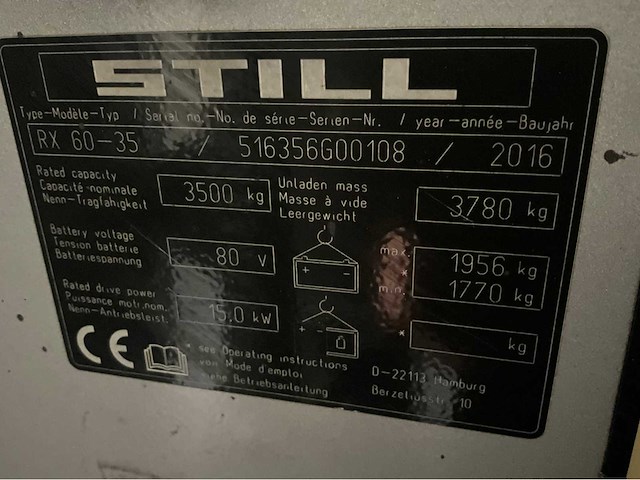 STILL
Type-Modèle-Typ / Serial no.-No. de série-Serien-Nr. / year-année-Baujahr
RX 60-35 / 516356G00108 / 2016
Rated capacity
Capacité nominale
Nenn-Tragfähigkeit
3500 kg
Unladen mass
Masse à vide
Leergewicht
3780 kg
Battery voltage
Tension batterie
Batteriespannung
80 V
+ -
max.
*
min.
1956 kg
1770 kg
Rated drive power
Puissance motr.nom.
Nenn-Antriebsleist.
15.0 kW
+ -
*
kg
CE
* see Operating instructions
von Mode d'emploi
Betriebsanleitung
D-22113 Hamburg
Berzeliusstr. 10